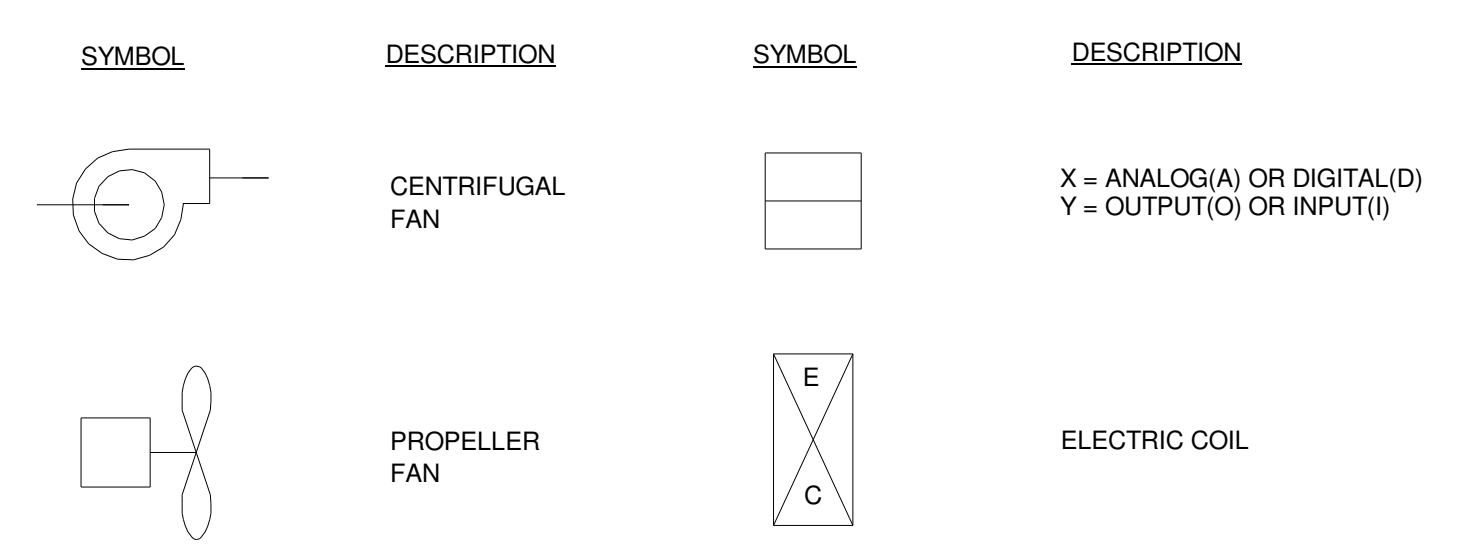 SYMBOL
DESCRIPTION
SYMBOL
DESCRIPTION
CENTRIFUGAL
FAN
X = ANALOG(A) OR DIGITAL(D)
Y = OUTPUT(O) OR INPUT(I)
PROPELLER
FAN
E
C
ELECTRIC COIL